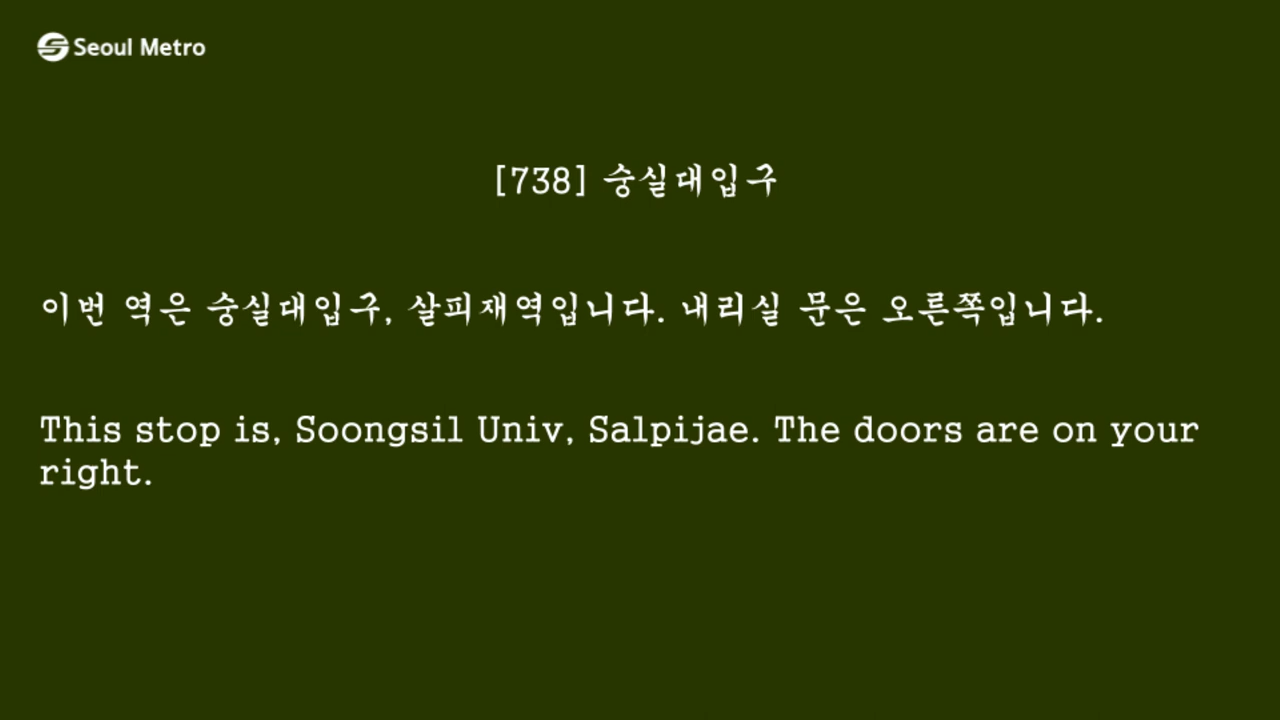 Seoul Metro
[738] 숭실대입구
이번 역은 숭실대입구, 살피재역입니다. 내리실 문은 오른쪽입니다.
This stop is, Soongsil Univ, Salpijae. The doors are on your
right.